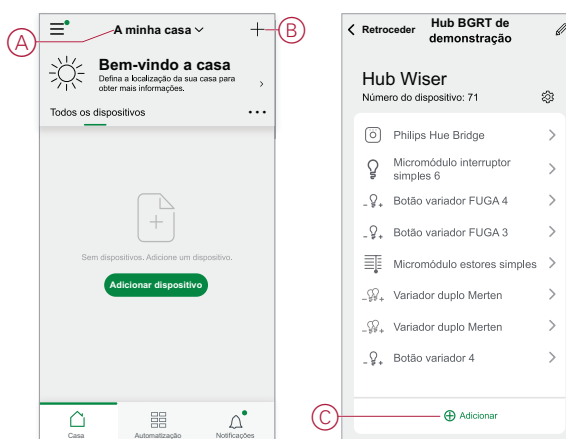 A minha casa
A
B
Bem-vindo a casa
Defina a localização da sua casa para
obter mais informações.
Todos os dispositivos
Sem dispositivos. Adicione um dispositivo.
Adicionar dispositivo
Casa
Automatização
Notificações
Retroceder
Hub BGRT de
demonstração
Hub Wiser
Número do dispositivo: 71
Philips Hue Bridge
Micromódulo interruptor
simples 6
Botão variador FUGA 4
Botão variador FUGA 3
Micromódulo estores simples
Variador duplo Merten
Variador duplo Merten
Botão variador 4
C
Adicionar